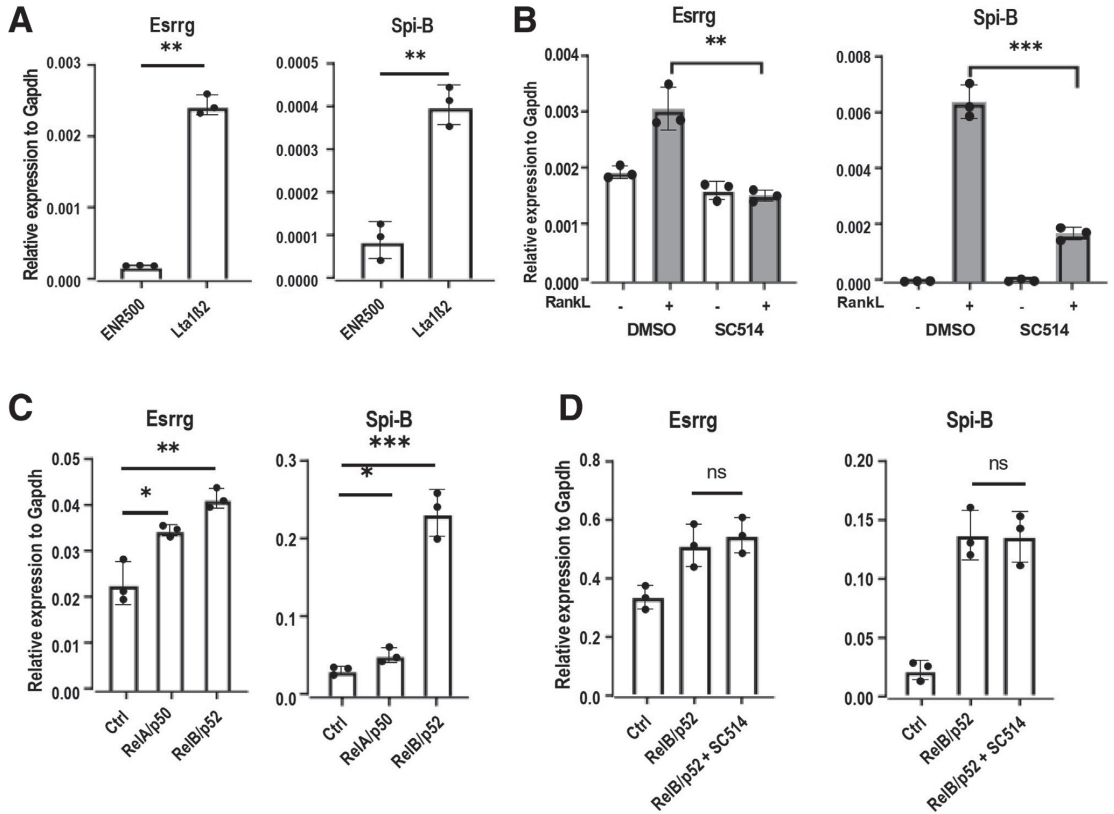 A
Esrrg
**
Relative expression to Gapdh
0.003
0.002
0.001
0.000
ENR500
Lta1ß2
Spi-B
**
0.0005
0.0004
0.0003
0.0002
0.0001
0.0000
ENR500
Lta1ß2
B
Esrrg
**
Relative expression to Gapdh
0.004
0.003
0.002
0.001
0.000
RankL - + - +
DMSO SC514
Spi-B
***
0.008
0.006
0.004
0.002
0.000
RankL - + - +
DMSO SC514
C
Esrrg
**
*
Relative expression to Gapdh
0.05
0.04
0.03
0.02
0.01
0.00
Ctrl
RelA/p50
RelB/p52
Spi-B
***
*
0.3
0.2
0.1
0.0
Ctrl
RelA/p50
RelB/p52
D
Esrrg
ns
Relative expression to Gapdh
0.8
0.6
0.4
0.2
0.0
Ctrl
RelB/p52
RelB/p52 + SC514
Spi-B
ns
0.20
0.15
0.10
0.05
0.00
Ctrl
RelB/p52
RelB/p52 + SC514